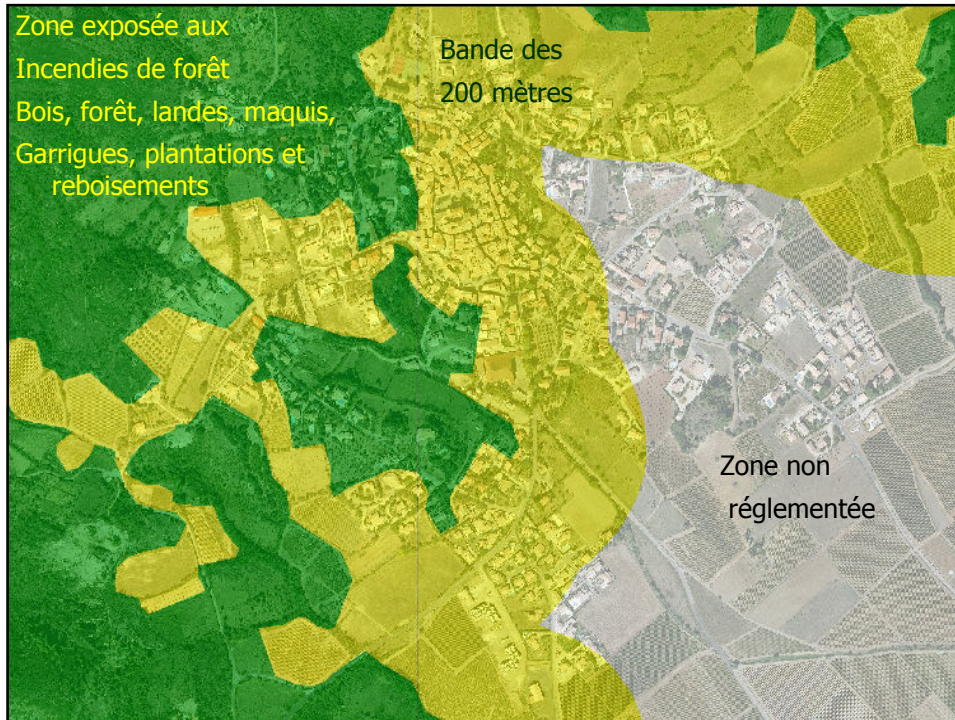 Zone exposée aux
Incendies de forêt
Bois, forêt, landes, maquis,
Garrigues, plantations et
reboisements
Bande des
200 mètres
Zone non
réglementée